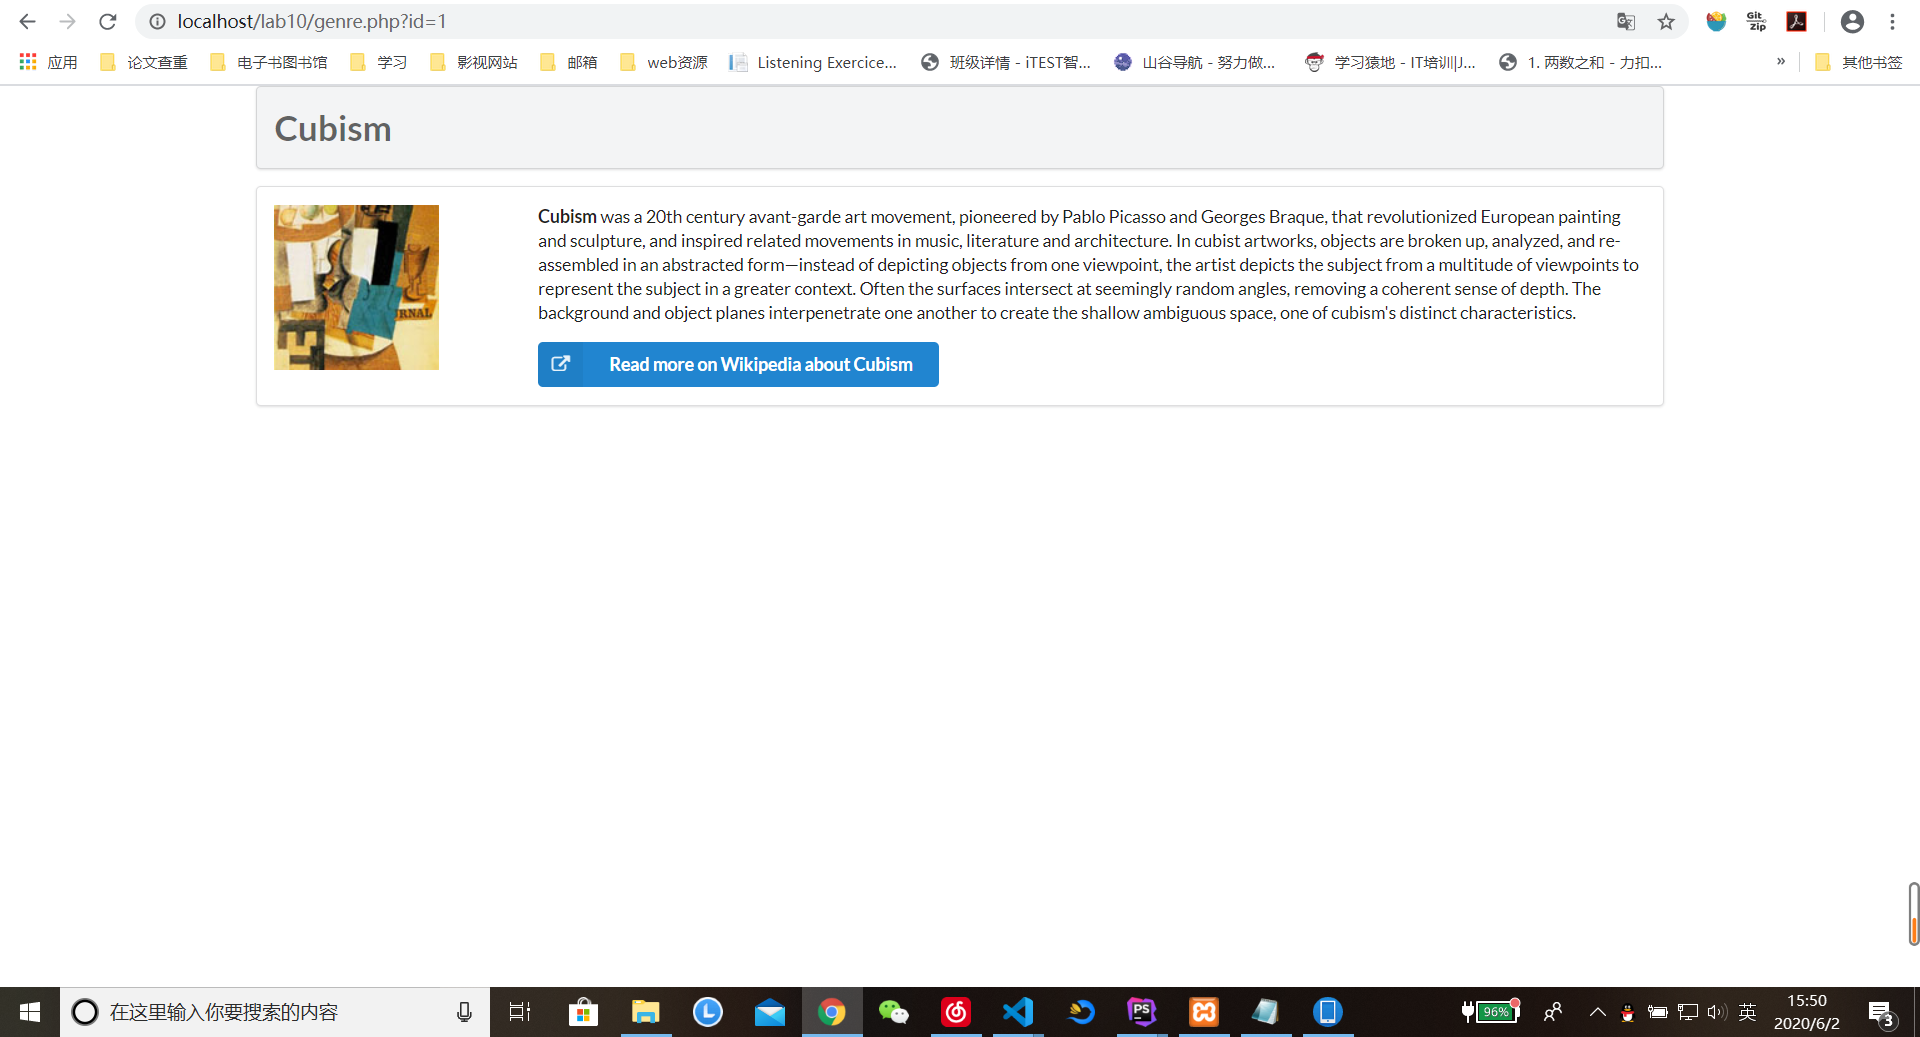 localhost/lab10/genre.php?id=1
应用 论文查重 电子书图书馆 学习 影视网站 邮箱 web资源 Listening Exercice... 班级详情 - iTEST智... 山谷导航 - 努力做... 学习猿地 - IT培训|J... 1. 两数之和 - 力扣... » 其他书签
Git Zip
Cubism
Cubism was a 20th century avant-garde art movement, pioneered by Pablo Picasso and Georges Braque, that revolutionized European painting
and sculpture, and inspired related movements in music, literature and architecture. In cubist artworks, objects are broken up, analyzed, and re-
assembled in an abstracted form—instead of depicting objects from one viewpoint, the artist depicts the subject from a multitude of viewpoints to
represent the subject in a greater context. Often the surfaces intersect at seemingly random angles, removing a coherent sense of depth. The
background and object planes interpenetrate one another to create the shallow ambiguous space, one of cubism's distinct characteristics.
URNAL
ET
Read more on Wikipedia about Cubism
在这里输入你要搜索的内容
PS
96%
英
15:50
2020/6/2
3